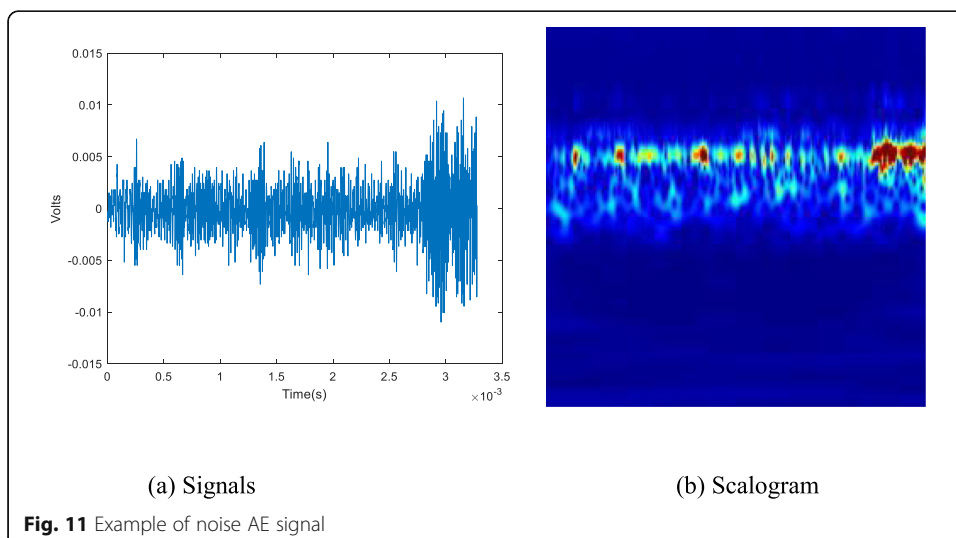 0.015
0.01
0.005
0
-0.005
-0.01
-0.015
Volts
0 0.5 1 1.5 2 2.5 3 3.5
Time(s)
×10⁻³
(a) Signals
(b) Scalogram
Fig. 11 Example of noise AE signal